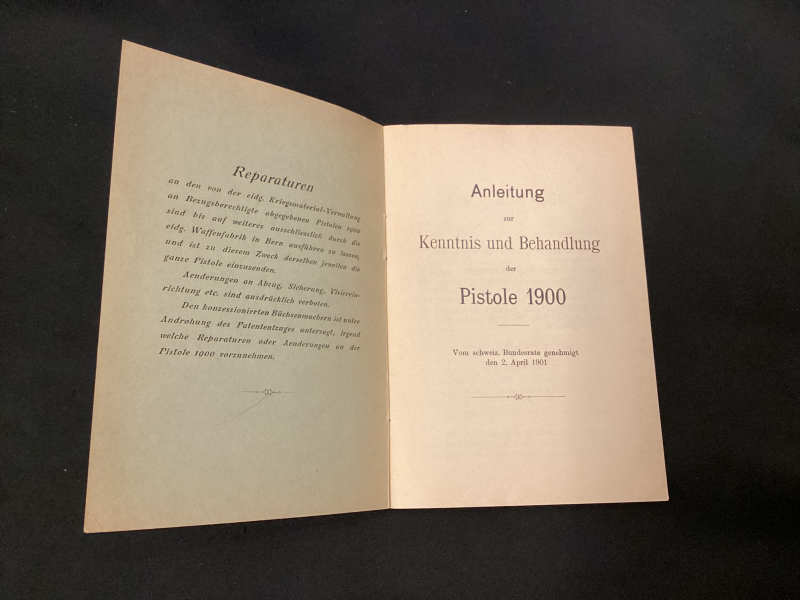 Reparaturen
an den von der eidg. Kriegsmaterial-Verwaltung
an Bezugsberechtigte abgegebenen Pistolen 1900
sind bis auf weiteres ausschliesslich durch die
eidg. Waffenfabrik in Bern ausführen zu lassen,
und ist zu diesem Zweck derselben jeweilen die
ganze Pistole einzusenden.
Aenderungen an Abzug, Sicherung, Visierein-
richtung etc. sind ausdrücklich verboten.
Den konzessionierten Büchsenmachern ist unter
Androhung des Patententzuges untersagt, irgend
welche Reparaturen oder Aenderungen an der
Pistole 1900 vorzunehmen.
Anleitung
zur
Kenntnis und Behandlung
der
Pistole 1900
Vom schweiz. Bundesrate genehmigt
den 2. April 1901